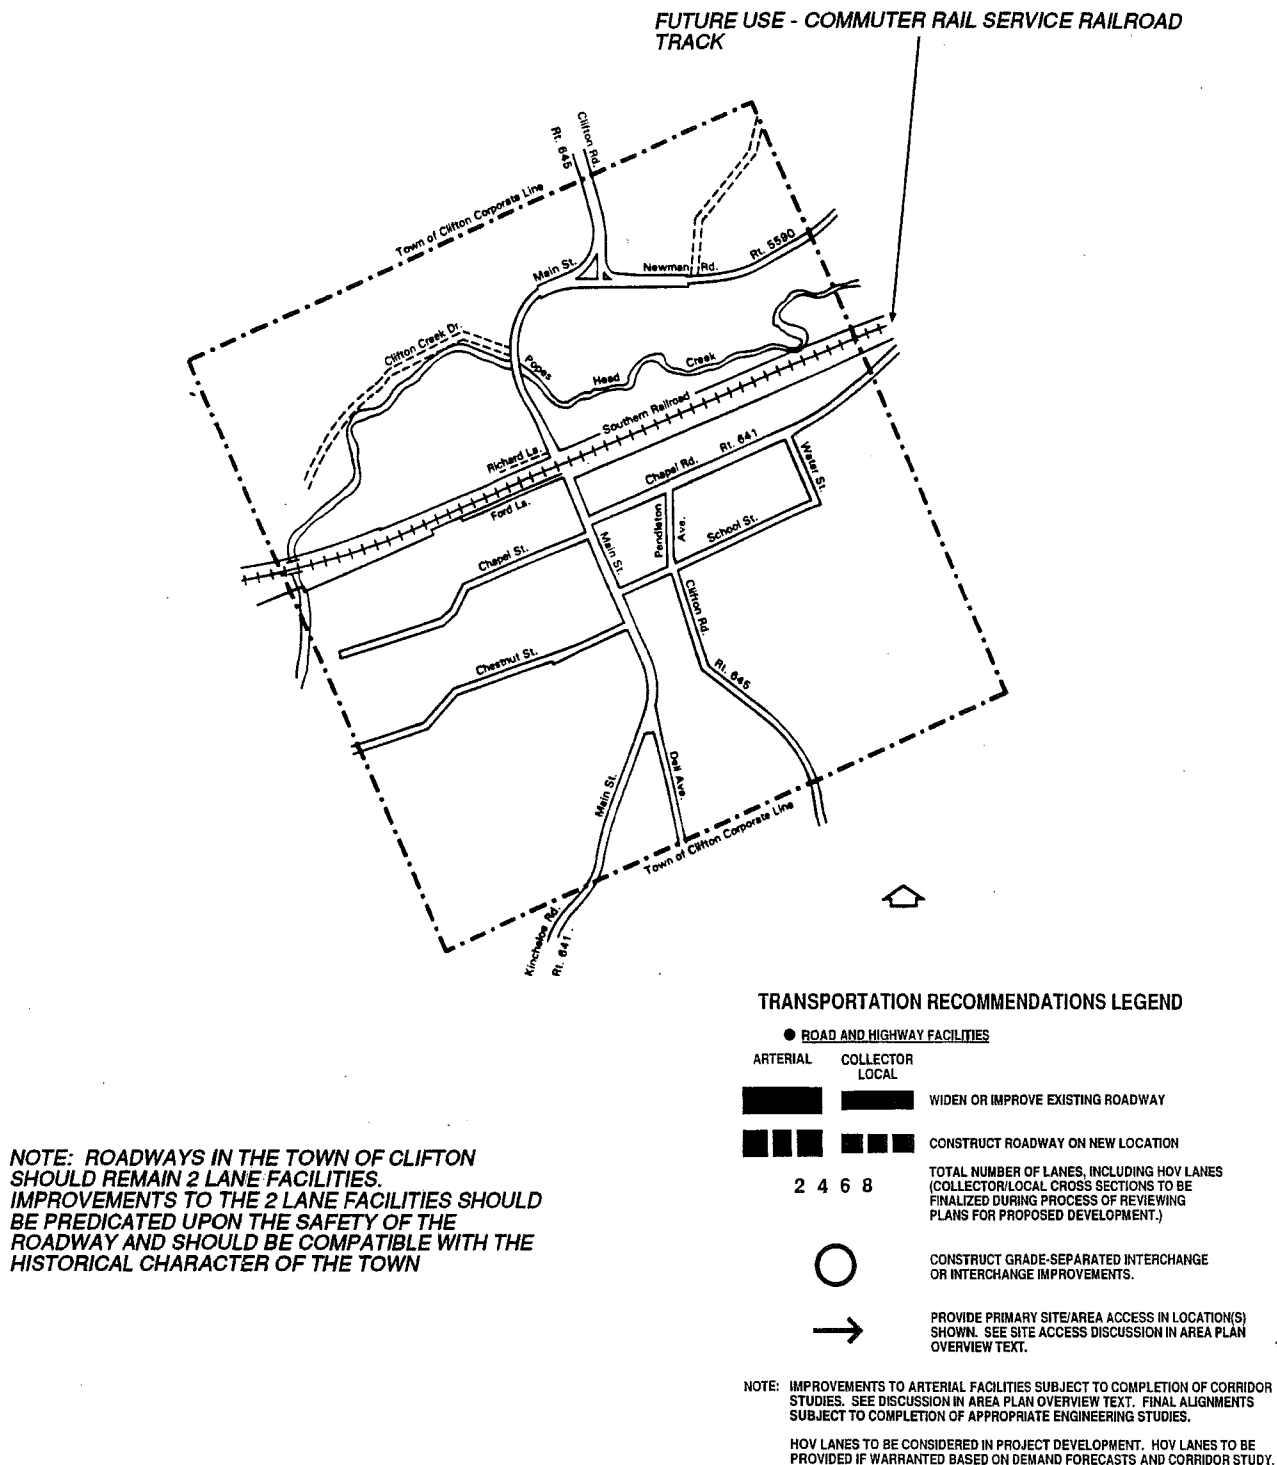 FUTURE USE - COMMUTER RAIL SERVICE RAILROAD
TRACK
Clifton Rd.
Rt. 645
Town of Clifton Corporate Line
Main St.
Newman Rd.
Rt. 5590
Clifton Creek Dr.
Popes Head Creek
Southern Railroad
Richard La.
Ford La.
Chapel Rd.
Rt. 641
Water St.
Pendleton Ave.
School St.
Main St.
Chapel St.
Clifton Rd.
Rt. 645
Chestnut St.
Main St.
Dell Ave.
Town of Clifton Corporate Line
Kincheloe Rd.
Rt. 641
TRANSPORTATION RECOMMENDATIONS LEGEND
● ROAD AND HIGHWAY FACILITIES
ARTERIAL COLLECTOR
LOCAL
WIDEN OR IMPROVE EXISTING ROADWAY
CONSTRUCT ROADWAY ON NEW LOCATION
2 4 6 8
TOTAL NUMBER OF LANES, INCLUDING HOV LANES
(COLLECTOR/LOCAL CROSS SECTIONS TO BE
FINALIZED DURING PROCESS OF REVIEWING
PLANS FOR PROPOSED DEVELOPMENT.)
CONSTRUCT GRADE-SEPARATED INTERCHANGE
OR INTERCHANGE IMPROVEMENTS.
PROVIDE PRIMARY SITE/AREA ACCESS IN LOCATION(S)
SHOWN. SEE SITE ACCESS DISCUSSION IN AREA PLAN
OVERVIEW TEXT.
NOTE: ROADWAYS IN THE TOWN OF CLIFTON
SHOULD REMAIN 2 LANE FACILITIES.
IMPROVEMENTS TO THE 2 LANE FACILITIES SHOULD
BE PREDICATED UPON THE SAFETY OF THE
ROADWAY AND SHOULD BE COMPATIBLE WITH THE
HISTORICAL CHARACTER OF THE TOWN
NOTE: IMPROVEMENTS TO ARTERIAL FACILITIES SUBJECT TO COMPLETION OF CORRIDOR
STUDIES. SEE DISCUSSION IN AREA PLAN OVERVIEW TEXT. FINAL ALIGNMENTS
SUBJECT TO COMPLETION OF APPROPRIATE ENGINEERING STUDIES.
HOV LANES TO BE CONSIDERED IN PROJECT DEVELOPMENT. HOV LANES TO BE
PROVIDED IF WARRANTED BASED ON DEMAND FORECASTS AND CORRIDOR STUDY.